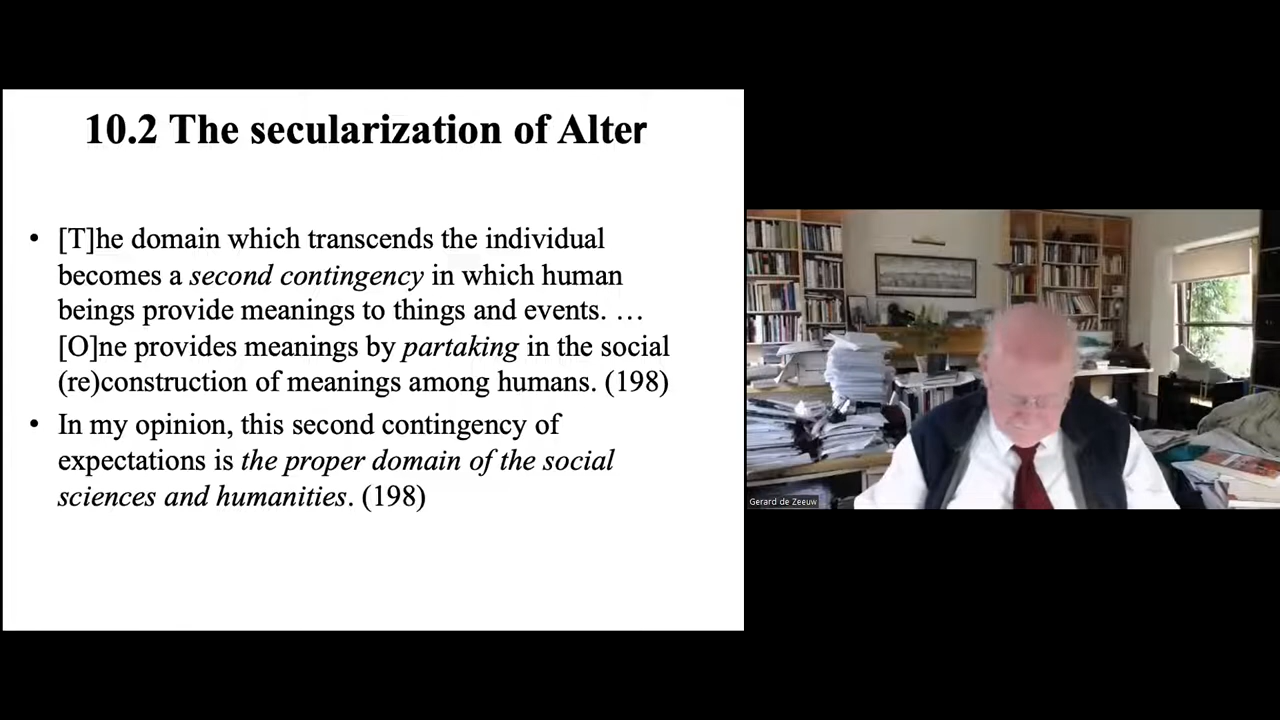 10.2 The secularization of Alter
• [T]he domain which transcends the individual
becomes a second contingency in which human
beings provide meanings to things and events. …
[O]ne provides meanings by partaking in the social
(re)construction of meanings among humans. (198)
• In my opinion, this second contingency of
expectations is the proper domain of the social
sciences and humanities. (198)
Gerard de Zeeuw